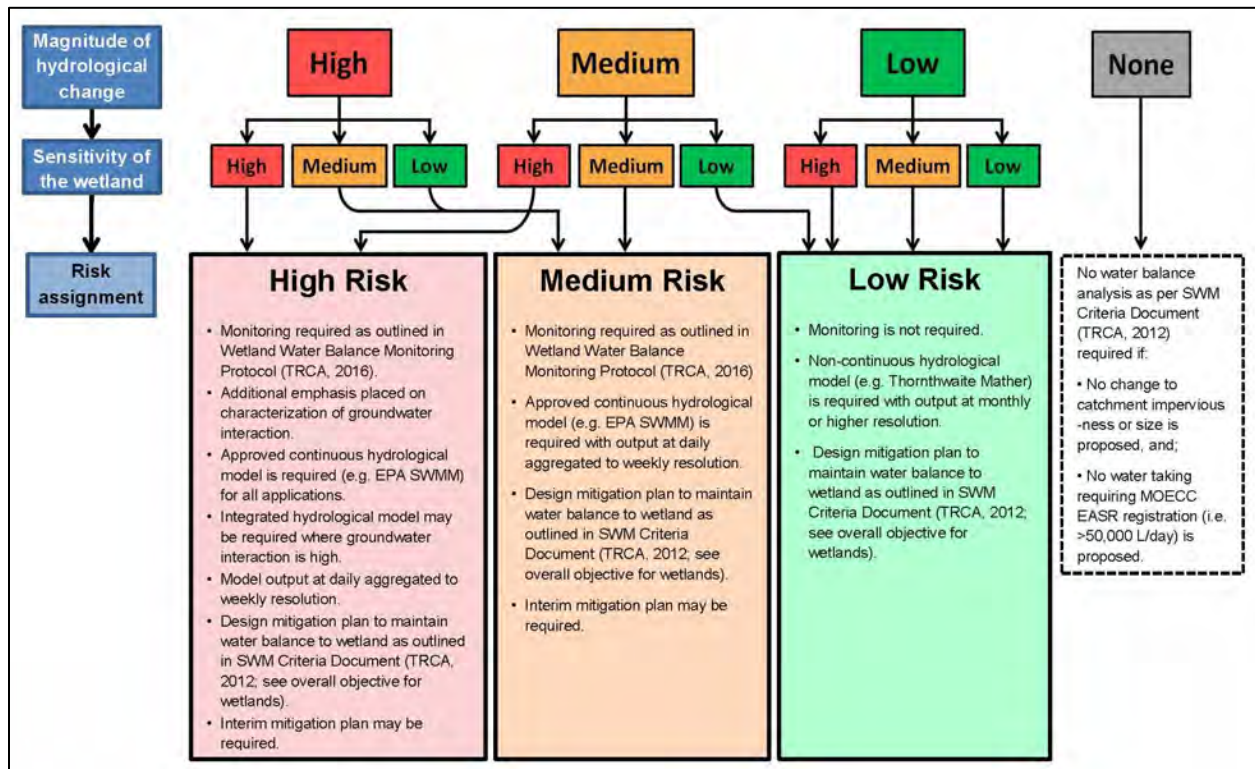 Magnitude of
hydrological
change
High
Medium
Low
None
Sensitivity of
the wetland
High
Medium
Low
High
Medium
Low
High
Medium
Low
Risk
assignment
High Risk
• Monitoring required as outlined in
Wetland Water Balance Monitoring
Protocol (TRCA, 2016).
• Additional emphasis placed on
characterization of groundwater
interaction.
• Approved continuous hydrological
model is required (e.g. EPA SWMM)
for all applications.
• Integrated hydrological model may
be required where groundwater
interaction is high.
• Model output at daily aggregated to
weekly resolution.
• Design mitigation plan to maintain
water balance to wetland as outlined
in SWM Criteria Document (TRCA,
2012; see overall objective for
wetlands).
• Interim mitigation plan may be
required.
Medium Risk
• Monitoring required as outlined in
Wetland Water Balance
Monitoring Protocol (TRCA, 2016)
• Approved continuous hydrological
model (e.g. EPA SWMM) is
required with output at daily
aggregated to weekly resolution.
• Design mitigation plan to maintain
water balance to wetland as
outlined in SWM Criteria
Document (TRCA, 2012; see
overall objective for wetlands).
• Interim mitigation plan may be
required.
Low Risk
• Monitoring is not required.
• Non-continuous hydrological
model (e.g. Thornthwaite Mather)
is required with output at monthly
or higher resolution.
• Design mitigation plan to
maintain water balance to
wetland as outlined in SWM
Criteria Document (TRCA, 2012;
see overall objective for
wetlands).
No water balance
analysis as per SWM
Criteria Document
(TRCA, 2012)
required if:
• No change to
catchment impervious
-ness or size is
proposed, and;
• No water taking
requiring MOECC
EASR registration (i.e.
>50,000 L/day) is
proposed.